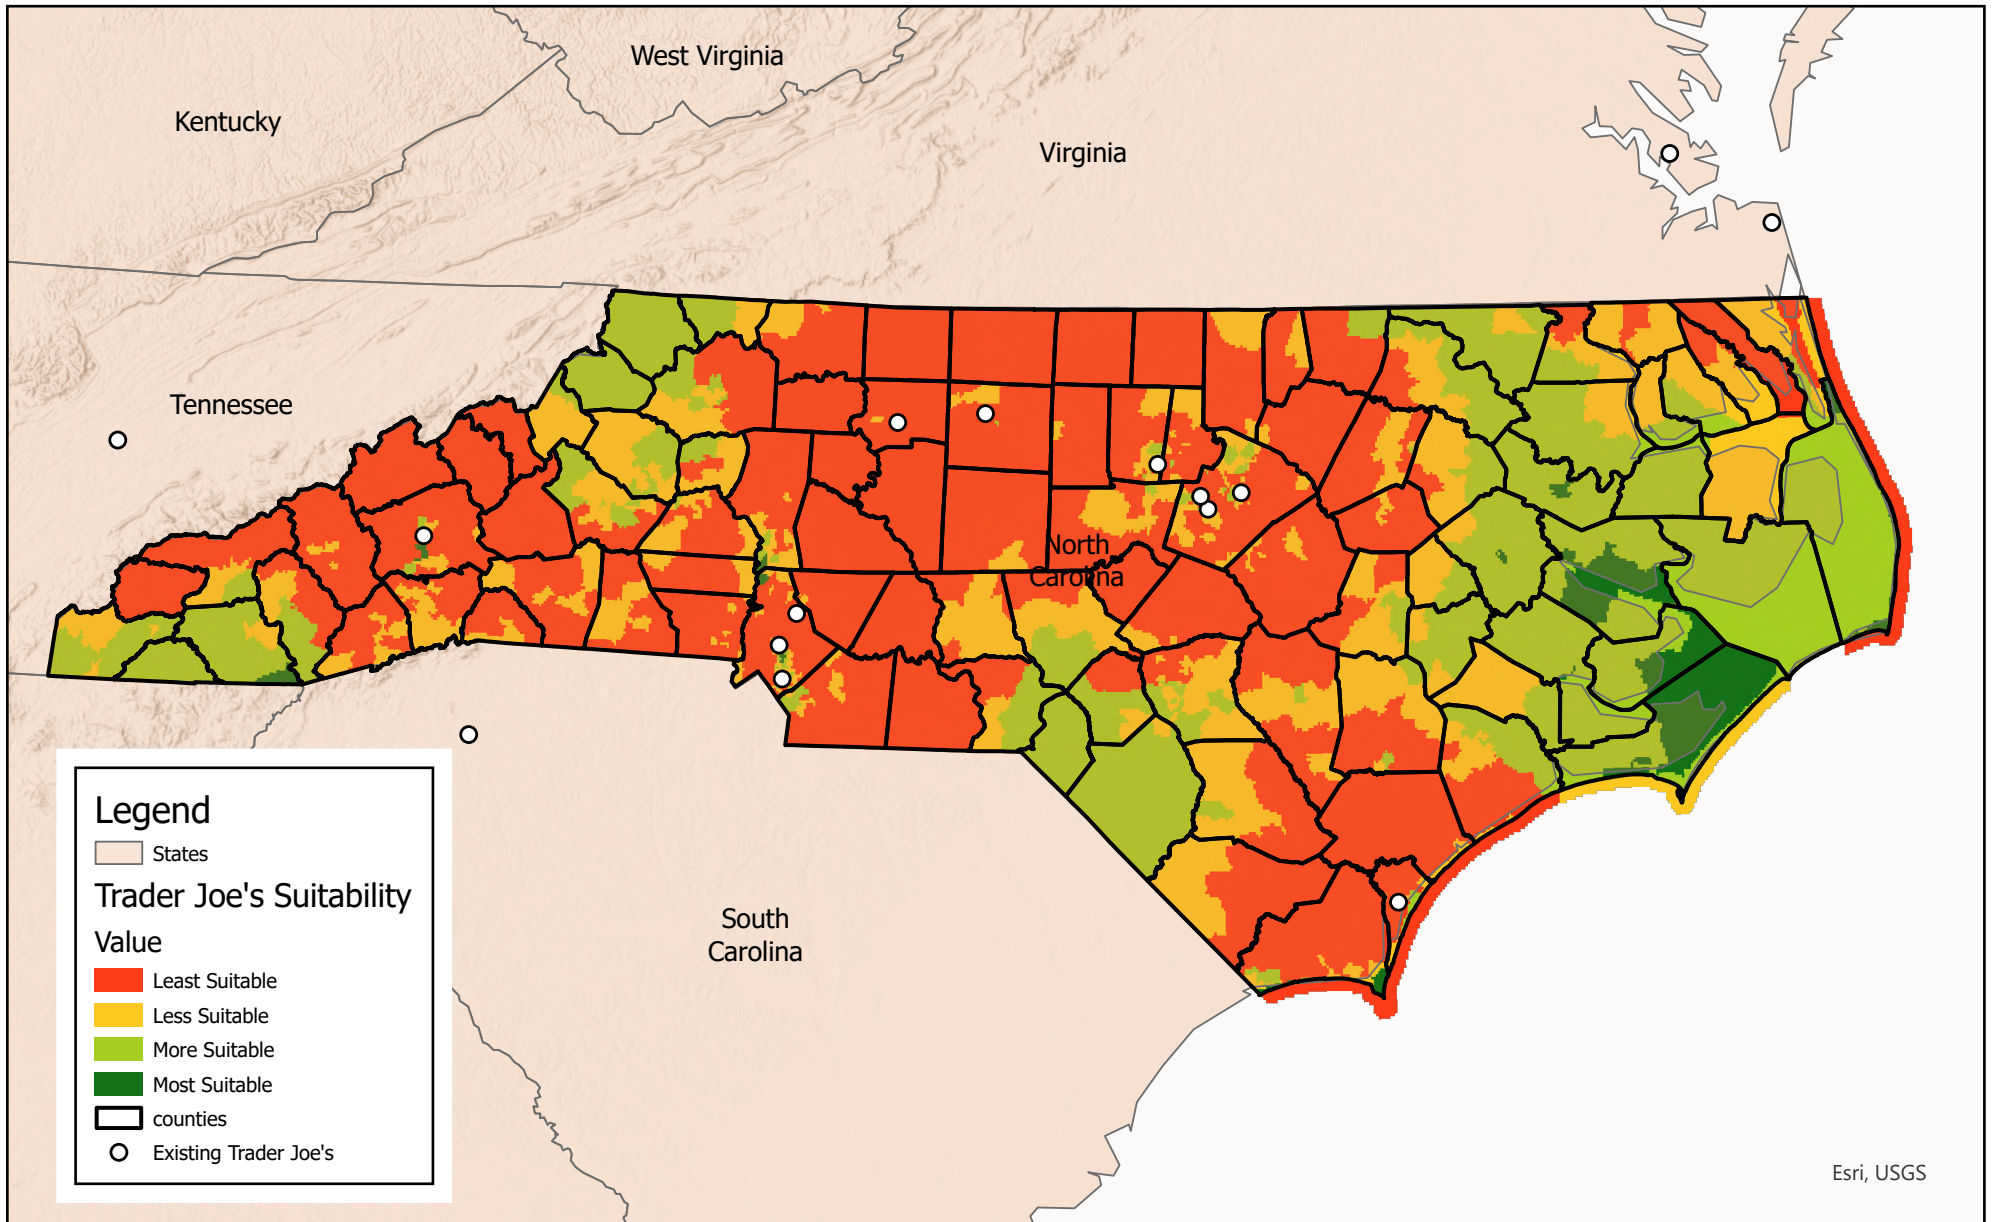 West Virginia
Kentucky
Virginia
Tennessee
North
Carolina
South
Carolina
Legend
States
Trader Joe's Suitability
Value
Least Suitable
Less Suitable
More Suitable
Most Suitable
counties
Existing Trader Joe's
Esri, USGS